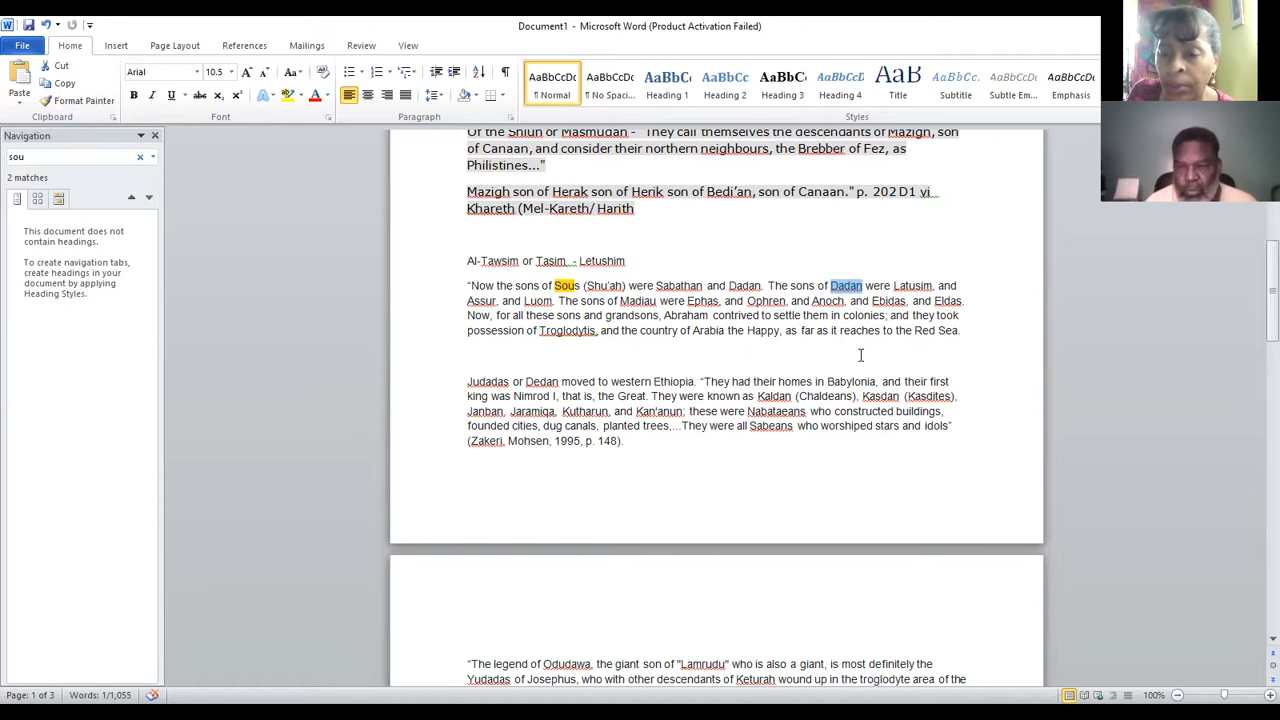 Document1 - Microsoft Word (Product Activation Failed)
File Home Insert Page Layout References Mailings Review View
Paste
Cut
Copy
Format Painter
Clipboard
Arial 10.5
Font
Paragraph
AaBbCcDc AaBbCcDc AaBbC AaBbCc AaBbC AaBbCcD AaB AaBbCcD AaBbCcD AaBbCcD
¶ Normal ¶ No Spaci... Heading 1 Heading 2 Heading 3 Heading 4 Title Subtitle Subtle Em... Emphasis
Styles
Navigation
sou
2 matches
This document does not
contain headings.
To create navigation tabs,
create headings in your
document by applying
Heading Styles.
Of the Shluh or Masmudan - "They call themselves the descendants of Mazigh, son
of Canaan, and consider their northern neighbours, the Brebber of Fez, as
Philistines..."
Mazigh son of Herak son of Herik son of Bedi’an, son of Canaan." p. 202 D1 vi
Khareth (Mel-Kareth/ Harith
Al-Tawsim or Tasim - Letushim
“Now the sons of Sous (Shu’ah) were Sabathan and Dadan. The sons of Dadan were Latusim, and
Assur, and Luom. The sons of Madiau were Ephas, and Ophren, and Anoch, and Ebidas, and Eldas.
Now, for all these sons and grandsons, Abraham contrived to settle them in colonies; and they took
possession of Troglodytis, and the country of Arabia the Happy, as far as it reaches to the Red Sea.
Judadas or Dedan moved to western Ethiopia. “They had their homes in Babylonia, and their first
king was Nimrod I, that is, the Great. They were known as Kaldan (Chaldeans), Kasdan (Kasdites),
Janban, Jaramiqa, Kutharun, and Kan'anun; these were Nabataeans who constructed buildings,
founded cities, dug canals, planted trees,...They were all Sabeans who worshiped stars and idols”
(Zakeri, Mohsen, 1995, p. 148).
“The legend of Odudawa, the giant son of "Lamrudu" who is also a giant, is most definitely the
Yudadas of Josephus, who with other descendants of Keturah wound up in the troglodyte area of the
Page: 1 of 3 Words: 1/1,055 100%